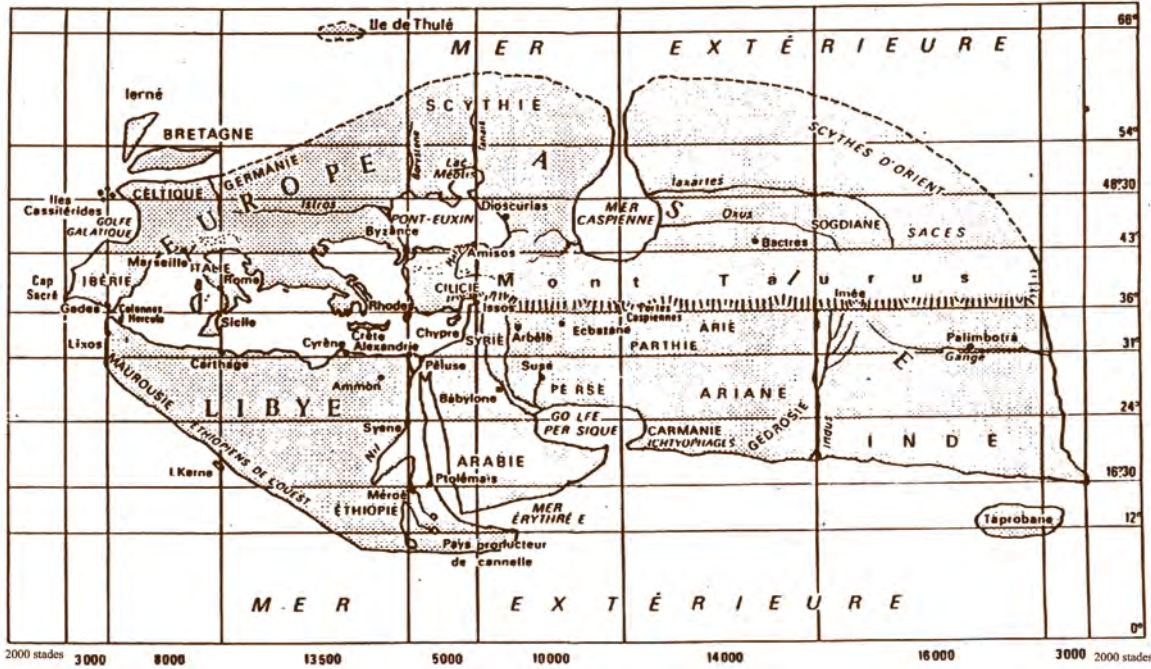 66°
Ile de Thulé
MER EXTÉRIEURE
Ierné
BRETAGNE
SCYTHIE
SCYTHES D'ORIENT
54°
GERMANIE
CELTIQUE
EUROPE
Borysthène
Tanaïs
Lac Méotis
ASIE
Iles Cassitérides
GOLFE GALATIQUE
Istros
PONT-EUXIN
Dioscurias
MER CASPIENNE
Iaxartes
48°30
Oxus
SOGDIANE
SACES
Bactres
43°
Byzance
Amisos
Marseille
ITALIE
Rome
IBÉRIE
Cap Sacré
Mont Taurus
Imée
CILICIE
Issos
Portes Caspiennes
36°
Gadès
Colonnes Hercule
Sicile
Rhodes
Chypre
Crète
Lixos
Carthage
Cyrène
Alexandrie
SYRIE
Arbèle
Ecbatane
PARTHIE
ARIE
Palimbotra
Gange
31°
MAUROUSIE
Ammon
Péluse
Suse
PERSE
Babylone
ARIANE
LIBYE
GOLFE PERSIQUE
CARMANIE
ICHTYOPHAGES
GÉDROSIE
Indus
INDE
24°
Syène
Nil
ÉTHIOPIENS DE L'OUEST
I. Kerne
ARABIE
Ptolémaïs
Méroé
ÉTHIOPIE
16°30
MER ÉRYTHRÉE
Taprobane
12°
Pays producteur de cannelle
MER EXTÉRIEURE
0°
2000 stades 3000 8000 13500 5000 10000 14000 16000 3000 2000 stades